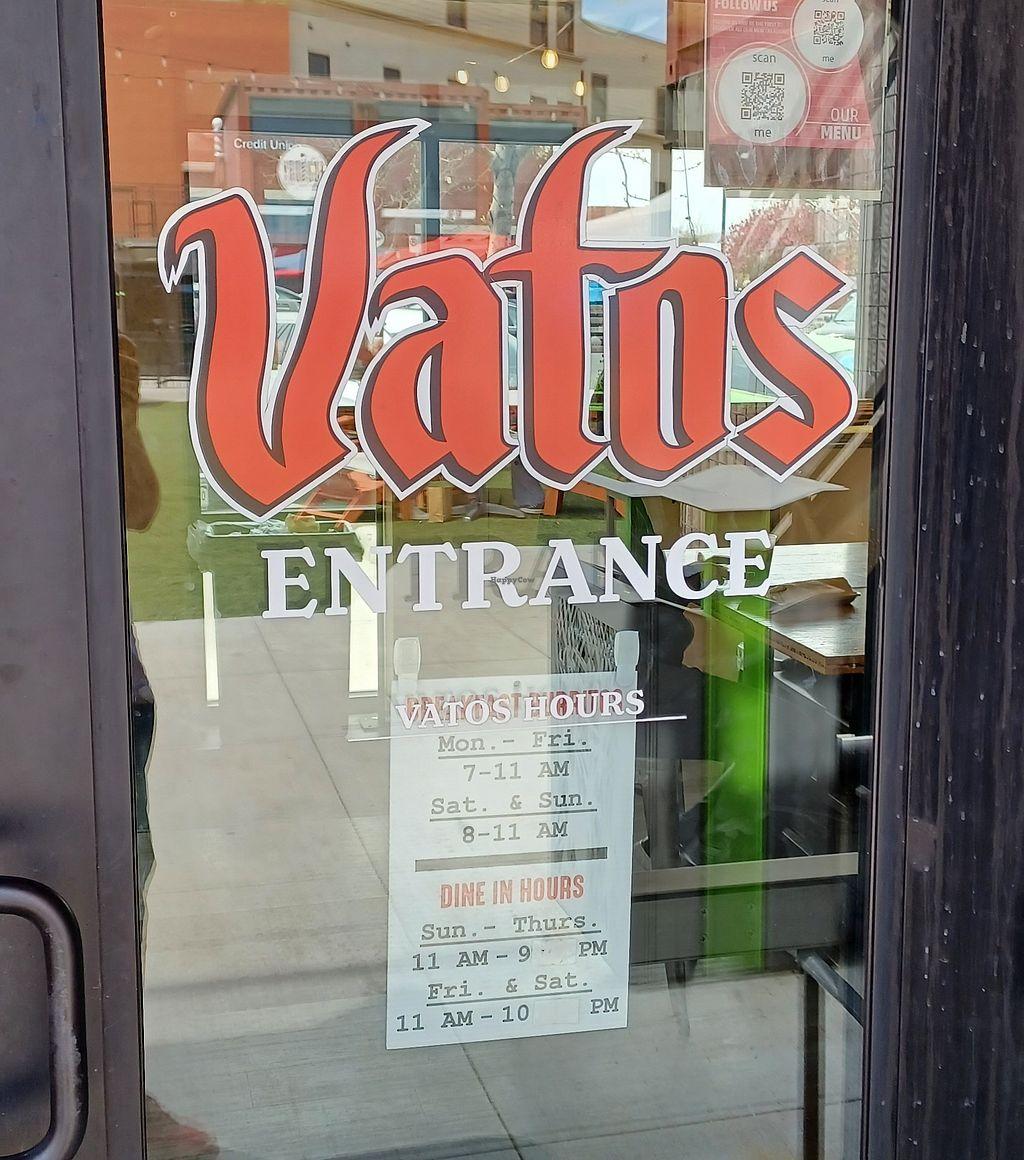 FOLLOW US
scan
me
scan
me
OUR
MENU
Credit Union
Vatos
ENTRANCE
HappyCow
BREAKFAST BURRITOS
VATOS HOURS
Mon.- Fri.
7-11 AM
Sat. & Sun.
8-11 AM
DINE IN HOURS
Sun.- Thurs.
11 AM-9 PM
Fri. & Sat.
11 AM-10 PM